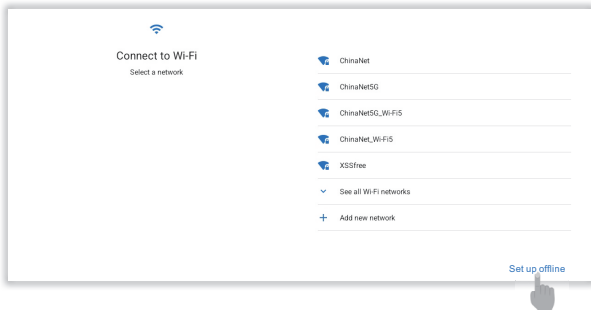 Connect to Wi-Fi
Select a network
ChinaNet
ChinaNet5G
ChinaNet5G_Wi-Fi5
ChinaNet_Wi-Fi5
XSSfree
See all Wi-Fi networks
Add new network
Set up offline